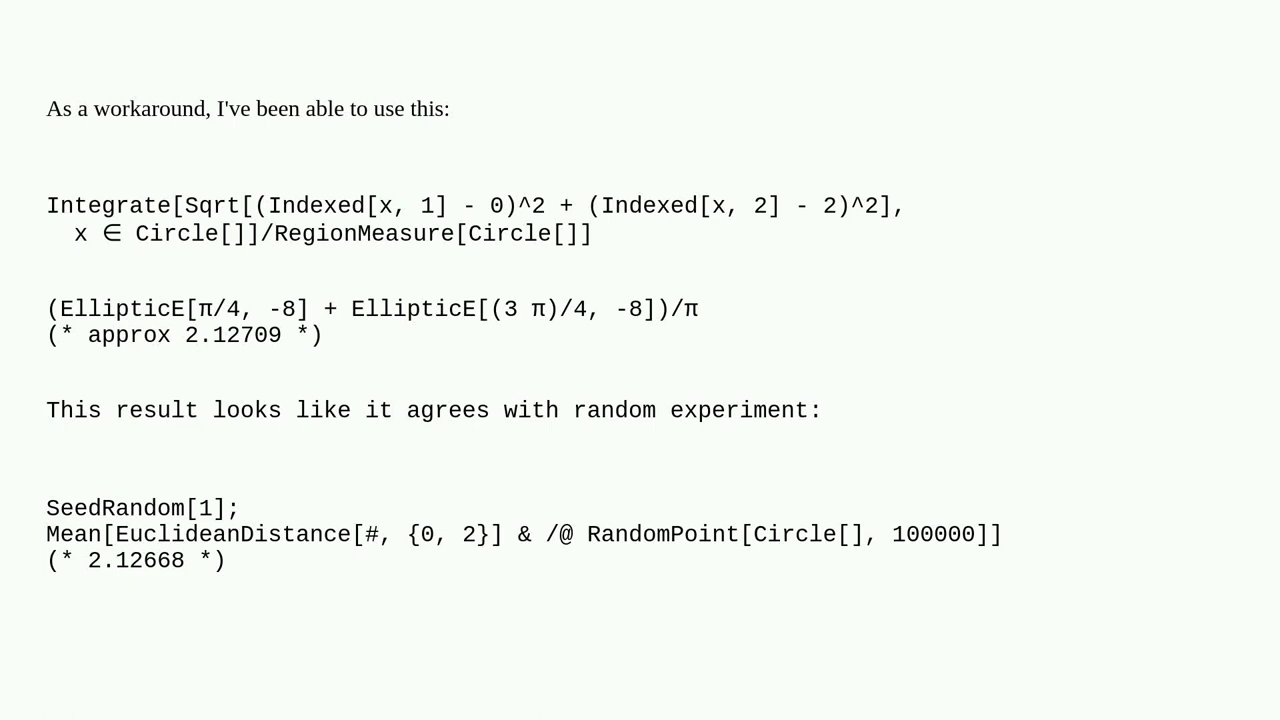 As a workaround, I've been able to use this:
Integrate[Sqrt[(Indexed[x, 1] - 0)^2 + (Indexed[x, 2] - 2)^2],
  x ∈ Circle[]]/RegionMeasure[Circle[]]
(EllipticE[π/4, -8] + EllipticE[(3 π)/4, -8])/π
(* approx 2.12709 *)
This result looks like it agrees with random experiment:
SeedRandom[1];
Mean[EuclideanDistance[#, {0, 2}] & /@ RandomPoint[Circle[], 100000]]
(* 2.12668 *)